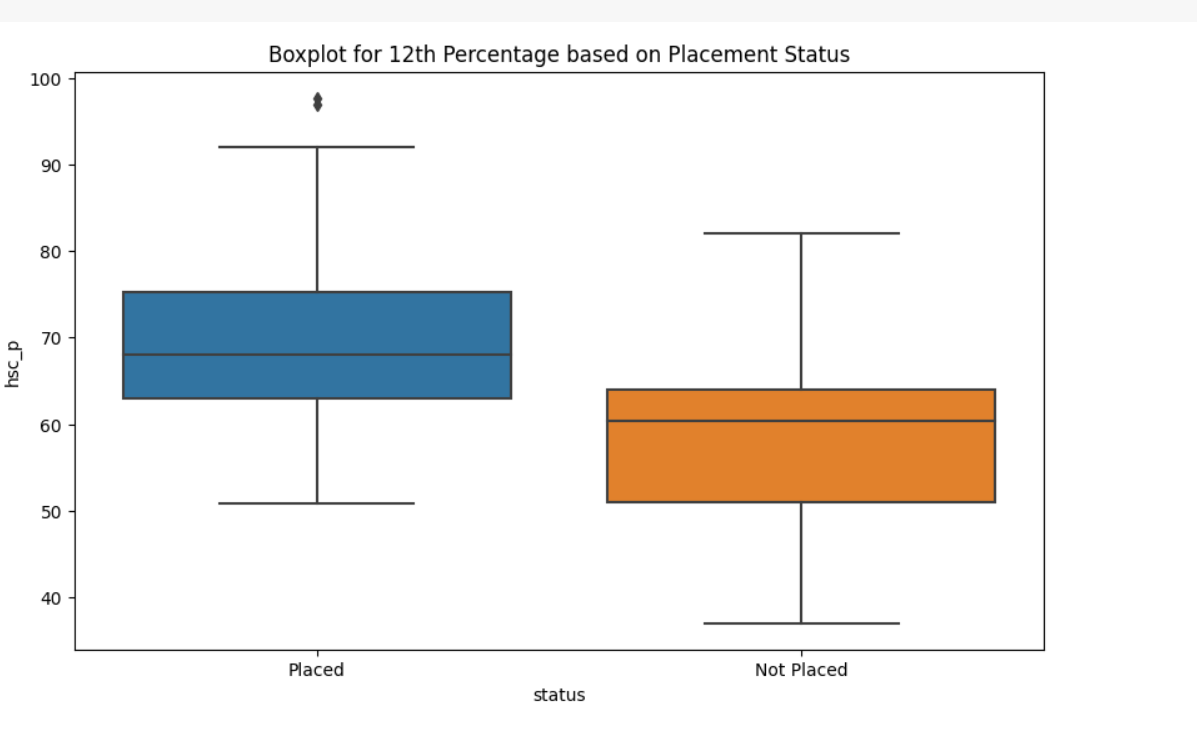 Boxplot for 12th Percentage based on Placement Status
100
90
80
70
60
50
40
hsc_p
Placed
Not Placed
status